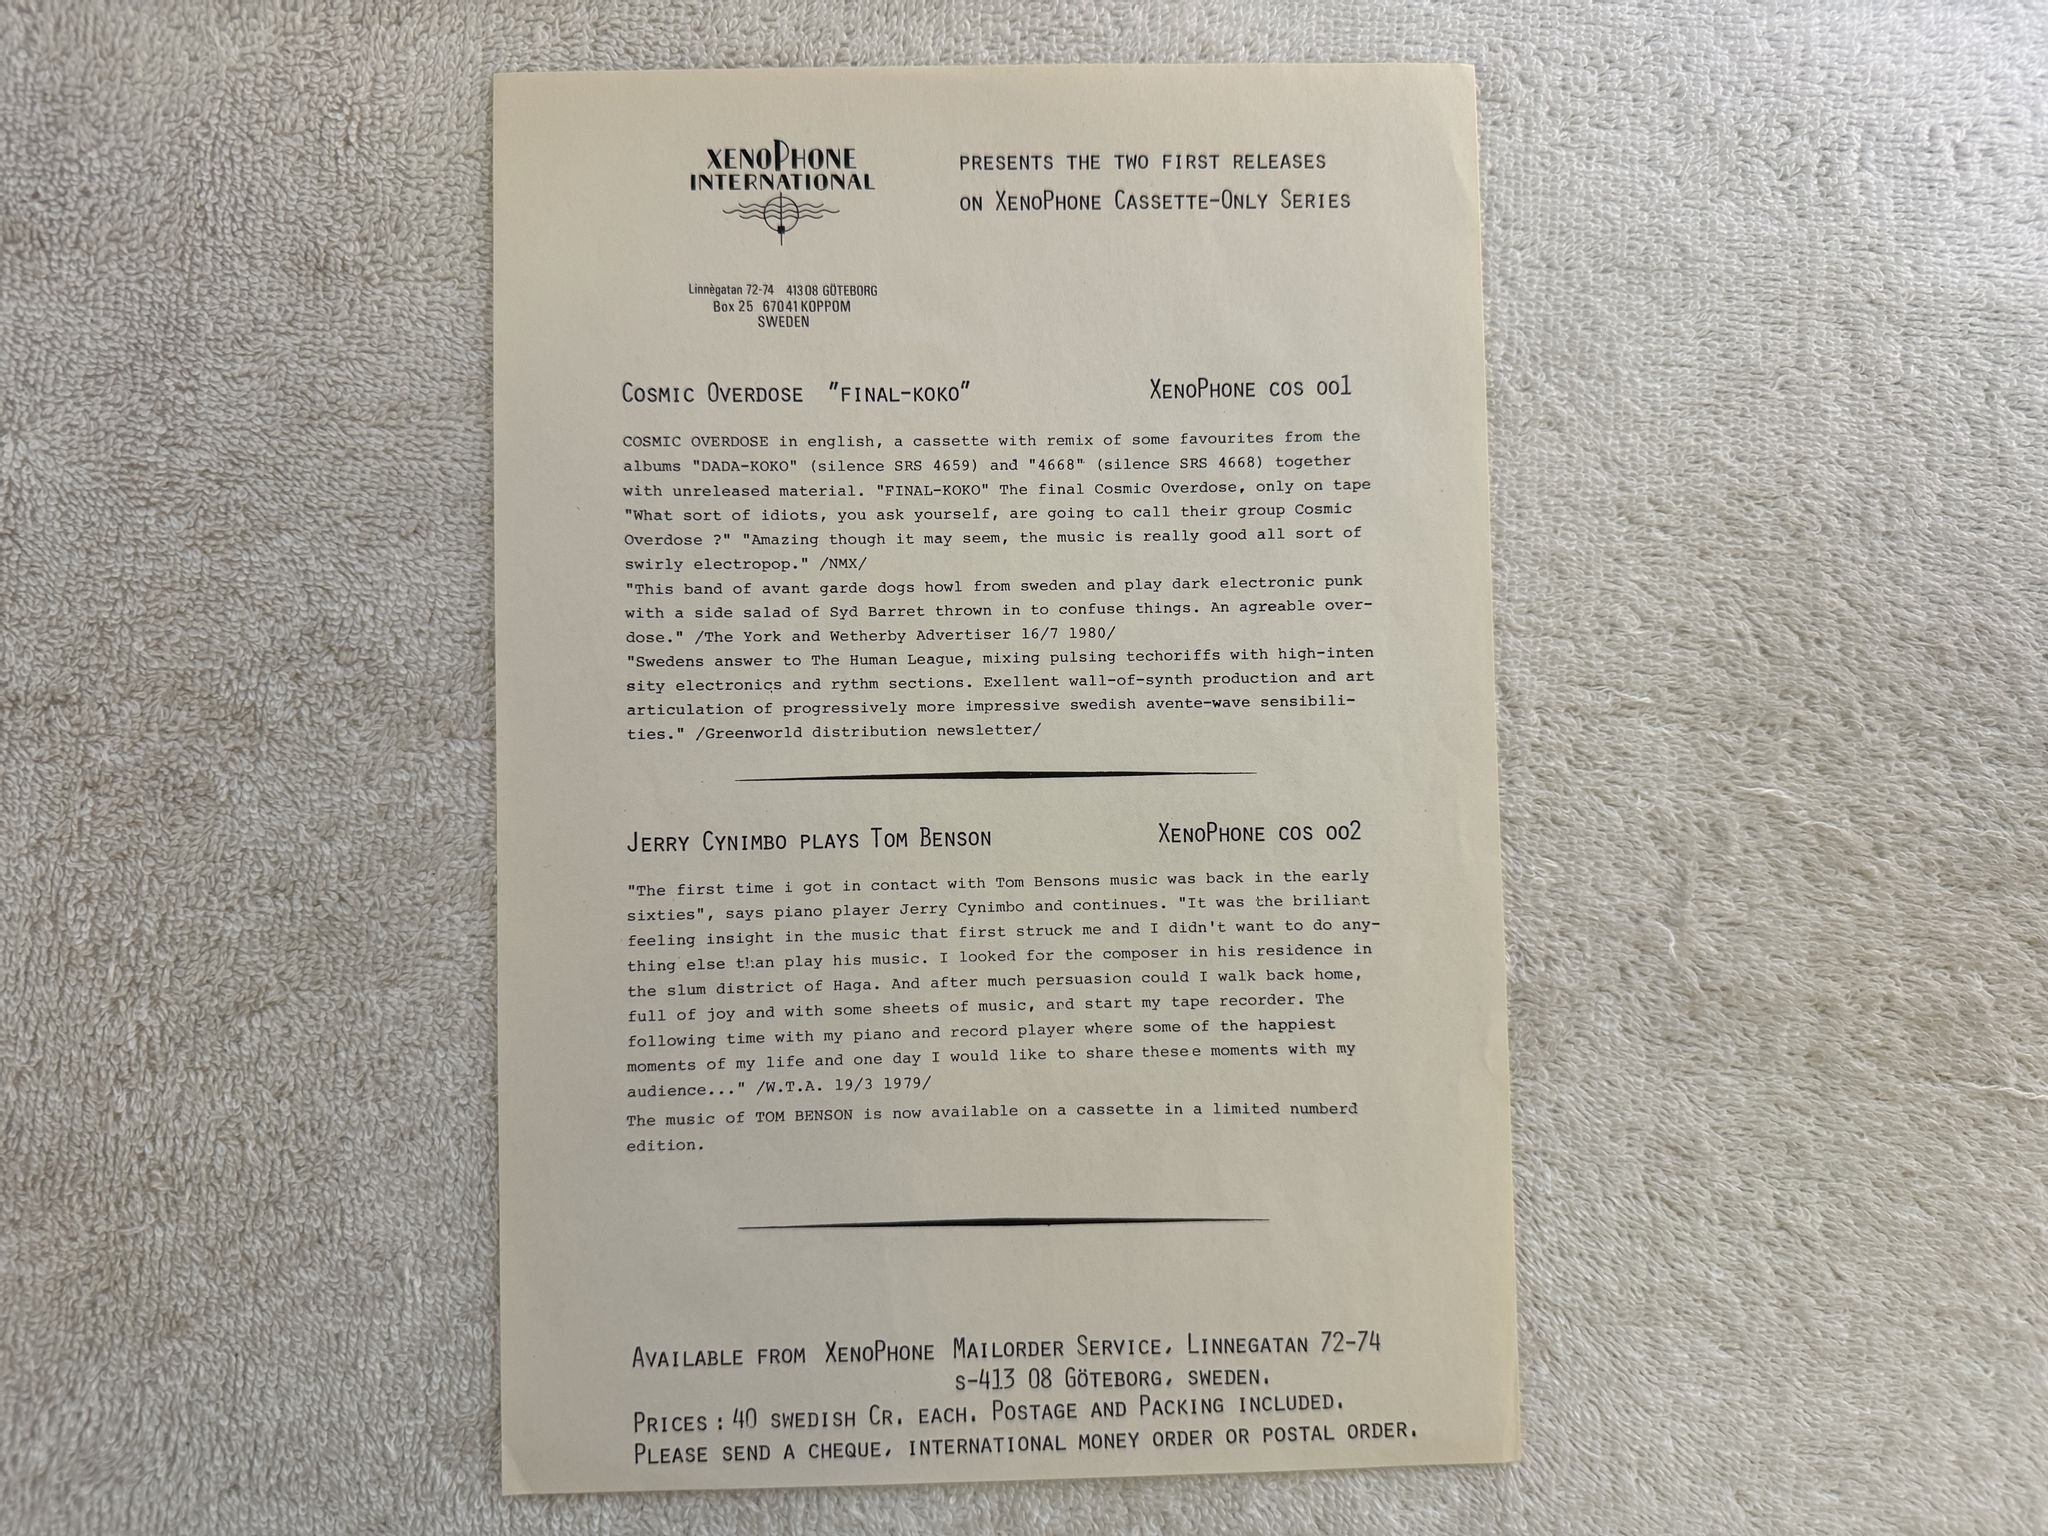 XENOPHONE
INTERNATIONAL
PRESENTS THE TWO FIRST RELEASES
ON XENOPHONE CASSETTE-ONLY SERIES
Linnègatan 72-74 413 08 GÖTEBORG
Box 25 67041 KOPPOM
SWEDEN
COSMIC OVERDOSE "FINAL-KOKO" XENOPHONE COS 001
COSMIC OVERDOSE in english, a cassette with remix of some favourites from the
albums "DADA-KOKO" (silence SRS 4659) and "4668" (silence SRS 4668) together
with unreleased material. "FINAL-KOKO" The final Cosmic Overdose, only on tape
"What sort of idiots, you ask yourself, are going to call their group Cosmic
Overdose ?" "Amazing though it may seem, the music is really good all sort of
swirly electropop." /NMX/
"This band of avant garde dogs howl from sweden and play dark electronic punk
with a side salad of Syd Barret thrown in to confuse things. An agreable over-
dose." /The York and Wetherby Advertiser 16/7 1980/
"Swedens answer to The Human League, mixing pulsing techoriffs with high-inten
sity electronics and rythm sections. Exellent wall-of-synth production and art
articulation of progressively more impressive swedish avente-wave sensibili-
ties." /Greenworld distribution newsletter/
JERRY CYNIMBO PLAYS TOM BENSON XENOPHONE COS 002
"The first time i got in contact with Tom Bensons music was back in the early
sixties", says piano player Jerry Cynimbo and continues. "It was the briliant
feeling insight in the music that first struck me and I didn't want to do any-
thing else than play his music. I looked for the composer in his residence in
the slum district of Haga. And after much persuasion could I walk back home,
full of joy and with some sheets of music, and start my tape recorder. The
following time with my piano and record player where some of the happiest
moments of my life and one day I would like to share thesee moments with my
audience..." /W.T.A. 19/3 1979/
The music of TOM BENSON is now available on a cassette in a limited numberd
edition.
AVAILABLE FROM XENOPHONE MAILORDER SERVICE, LINNEGATAN 72-74
S-413 08 GÖTEBORG, SWEDEN.
PRICES: 40 SWEDISH CR. EACH. POSTAGE AND PACKING INCLUDED.
PLEASE SEND A CHEQUE, INTERNATIONAL MONEY ORDER OR POSTAL ORDER.